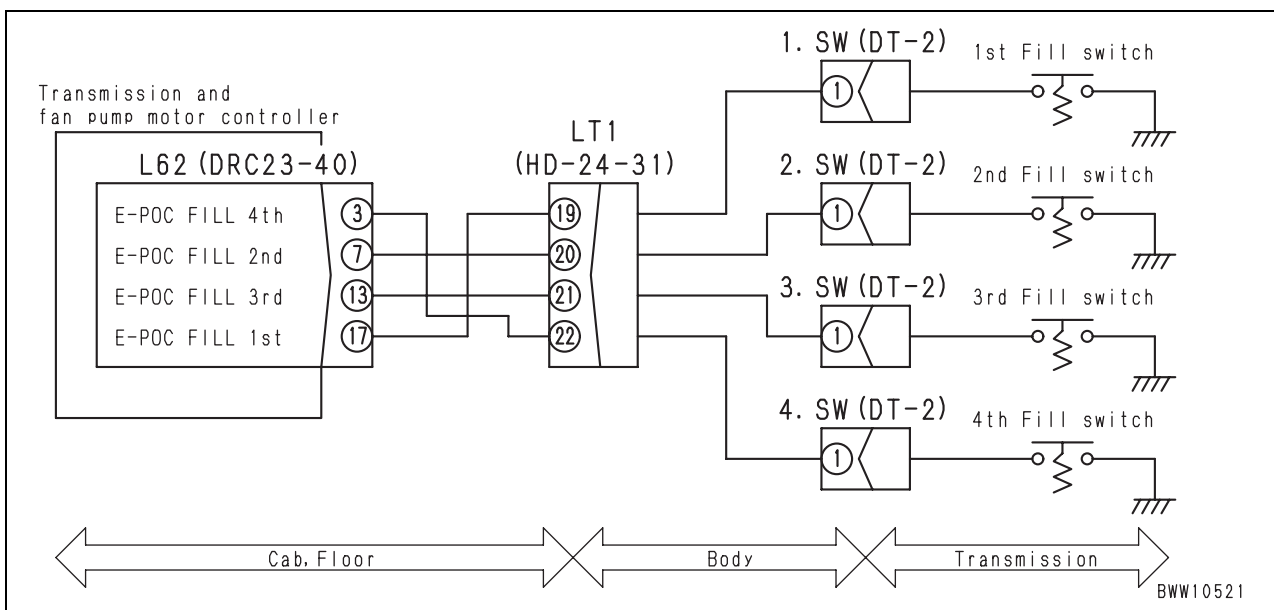 Transmission and
fan pump motor controller
L62 (DRC23-40)
E-POC FILL 4th
3
E-POC FILL 2nd
7
E-POC FILL 3rd
13
E-POC FILL 1st
17
LT1
(HD-24-31)
19
20
21
22
1. SW (DT-2)
1
1st Fill switch
2. SW (DT-2)
1
2nd Fill switch
3. SW (DT-2)
1
3rd Fill switch
4. SW (DT-2)
1
4th Fill switch
Cab, Floor
Body
Transmission
BWW10521